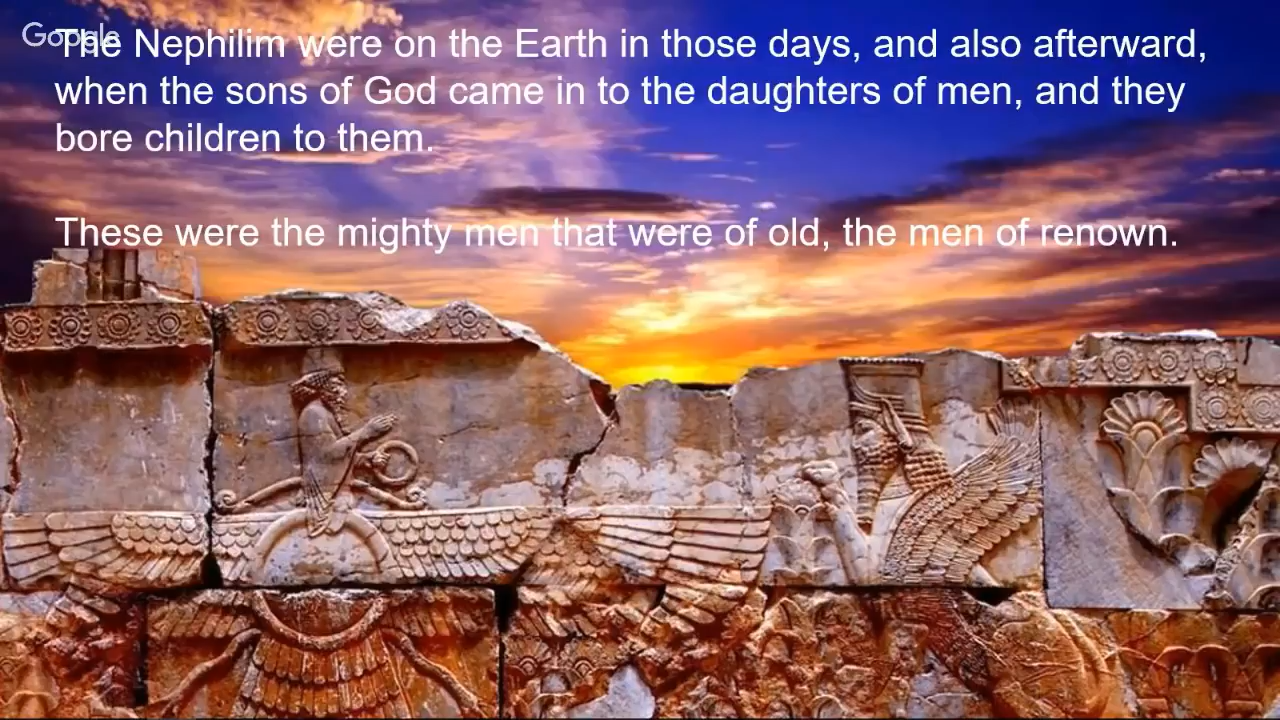 Google
The Nephilim were on the Earth in those days, and also afterward,
when the sons of God came in to the daughters of men, and they
bore children to them.
These were the mighty men that were of old, the men of renown.